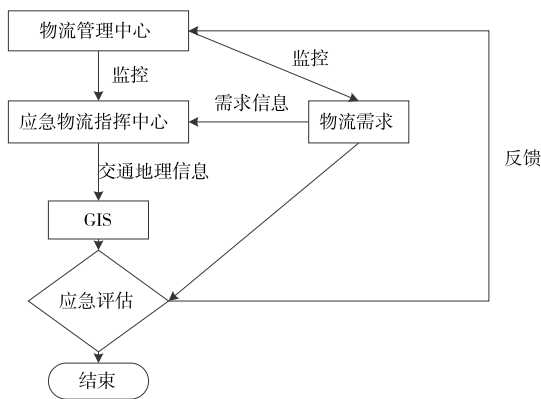 物流管理中心
监控
监控
需求信息
应急物流指挥中心
物流需求
反馈
交通地理信息
GIS
应急评估
结束